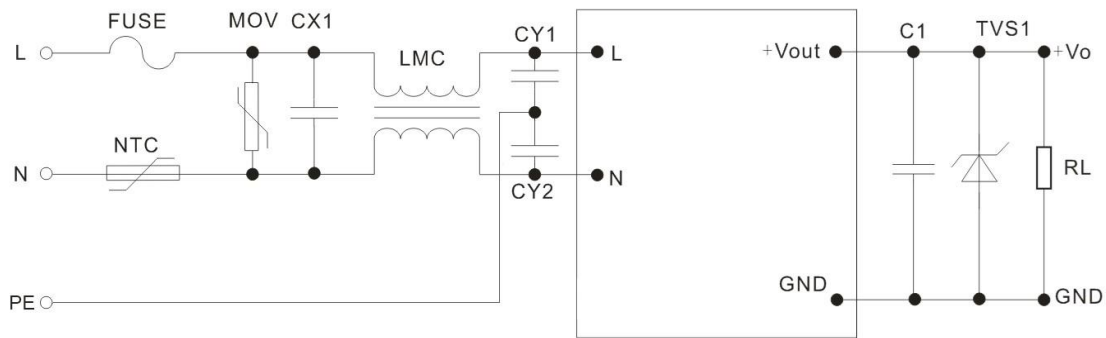 FUSE
MOV
CX1
LMC
CY1
L
L
+Vout
C1
TVS1
+Vo
NTC
N
N
CY2
RL
PE
GND
GND